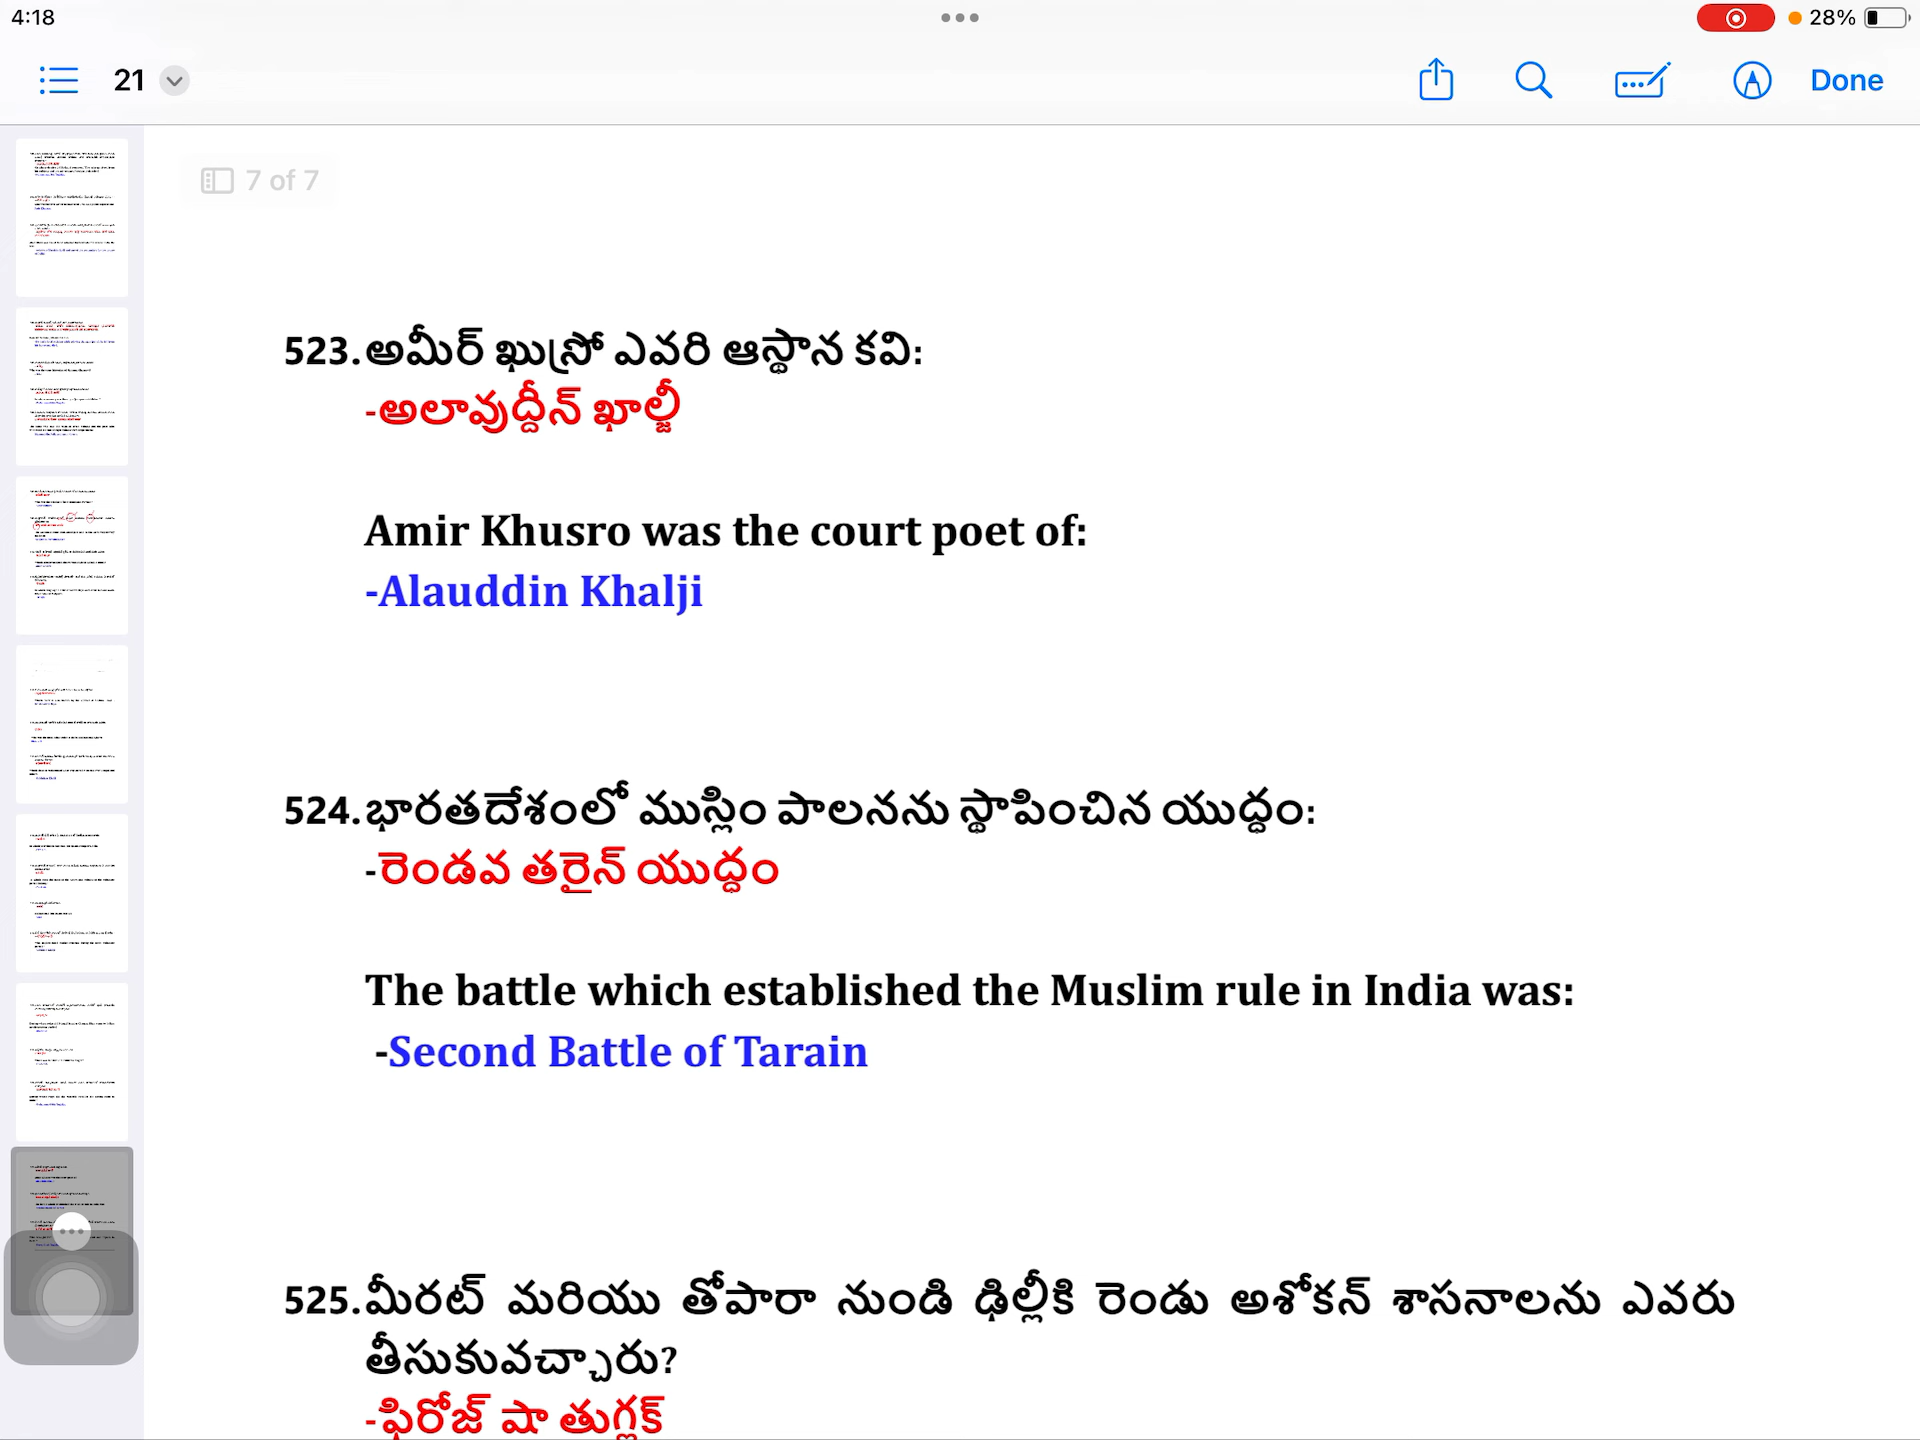 4:18
28%
21
Done
7 of 7
523.అమీర్ ఖుస్రో ఎవరి ఆస్థాన కవి:
-అలావుద్దీన్ ఖాల్జీ
Amir Khusro was the court poet of:
-Alauddin Khalji
524.భారతదేశంలో ముస్లిం పాలనను స్థాపించిన యుద్ధం:
-రెండవ తరైన్ యుద్ధం
The battle which established the Muslim rule in India was:
-Second Battle of Tarain
525.మీరట్ మరియు తోపారా నుండి ఢిల్లీకి రెండు అశోకన్ శాసనాలను ఎవరు
తీసుకువచ్చారు?
-ఫిరోజ్ షా తుగ్లక్